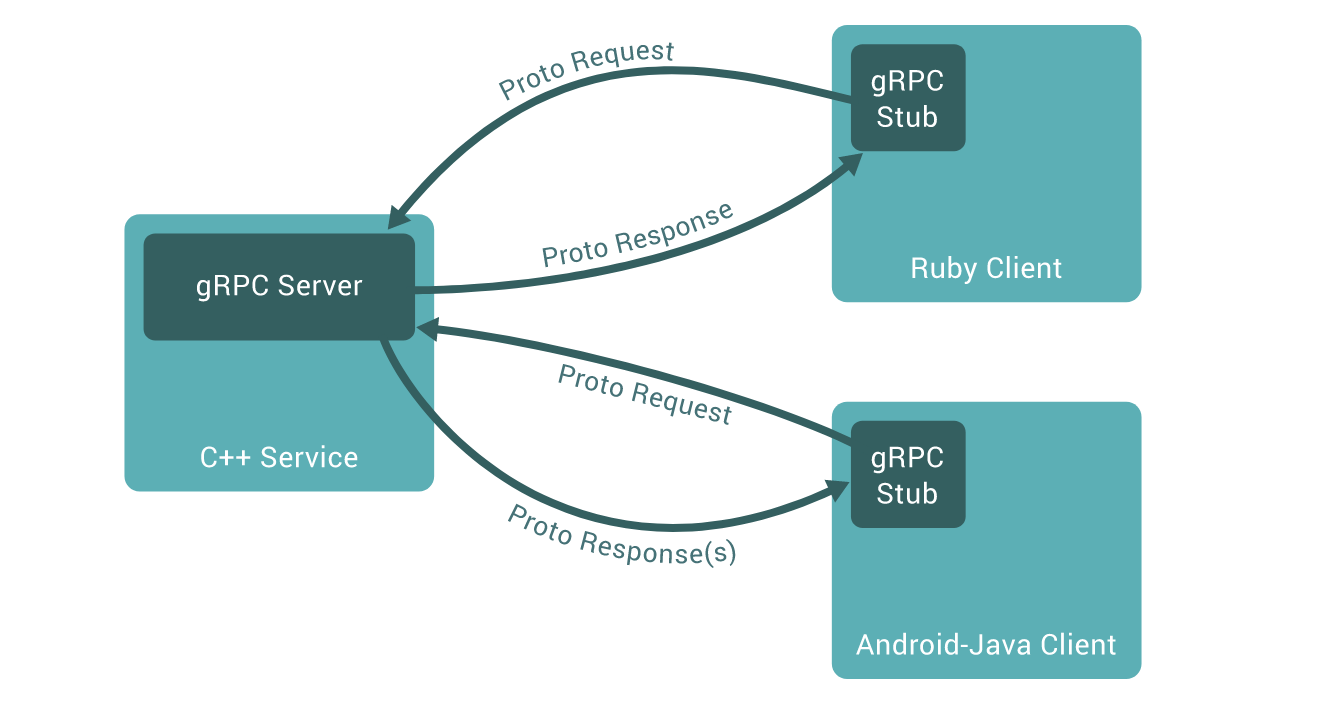 Proto Request
gRPC
Stub
Proto Response
Ruby Client
gRPC Server
C++ Service
Proto Request
gRPC
Stub
Proto Response(s)
Android-Java Client